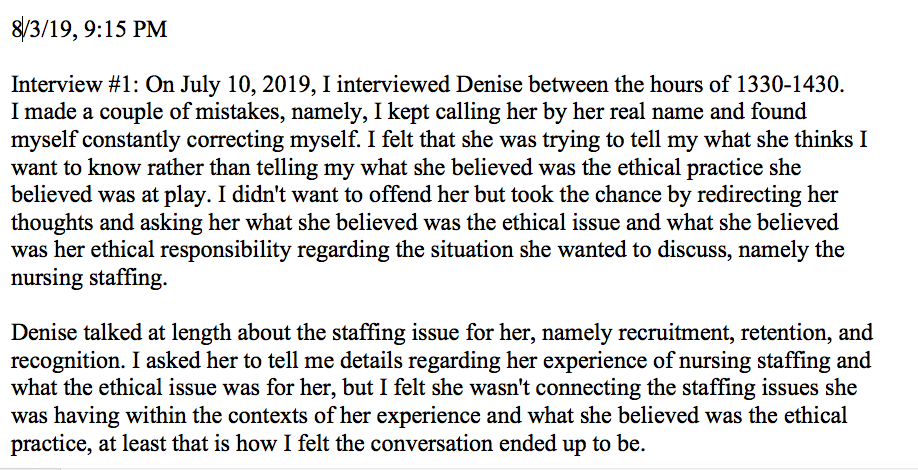 8/3/19, 9:15 PM
Interview #1: On July 10, 2019, I interviewed Denise between the hours of 1330-1430.
I made a couple of mistakes, namely, I kept calling her by her real name and found
myself constantly correcting myself. I felt that she was trying to tell my what she thinks I
want to know rather than telling my what she believed was the ethical practice she
believed was at play. I didn't want to offend her but took the chance by redirecting her
thoughts and asking her what she believed was the ethical issue and what she believed
was her ethical responsibility regarding the situation she wanted to discuss, namely the
nursing staffing.
Denise talked at length about the staffing issue for her, namely recruitment, retention, and
recognition. I asked her to tell me details regarding her experience of nursing staffing and
what the ethical issue was for her, but I felt she wasn't connecting the staffing issues she
was having within the contexts of her experience and what she believed was the ethical
practice, at least that is how I felt the conversation ended up to be.